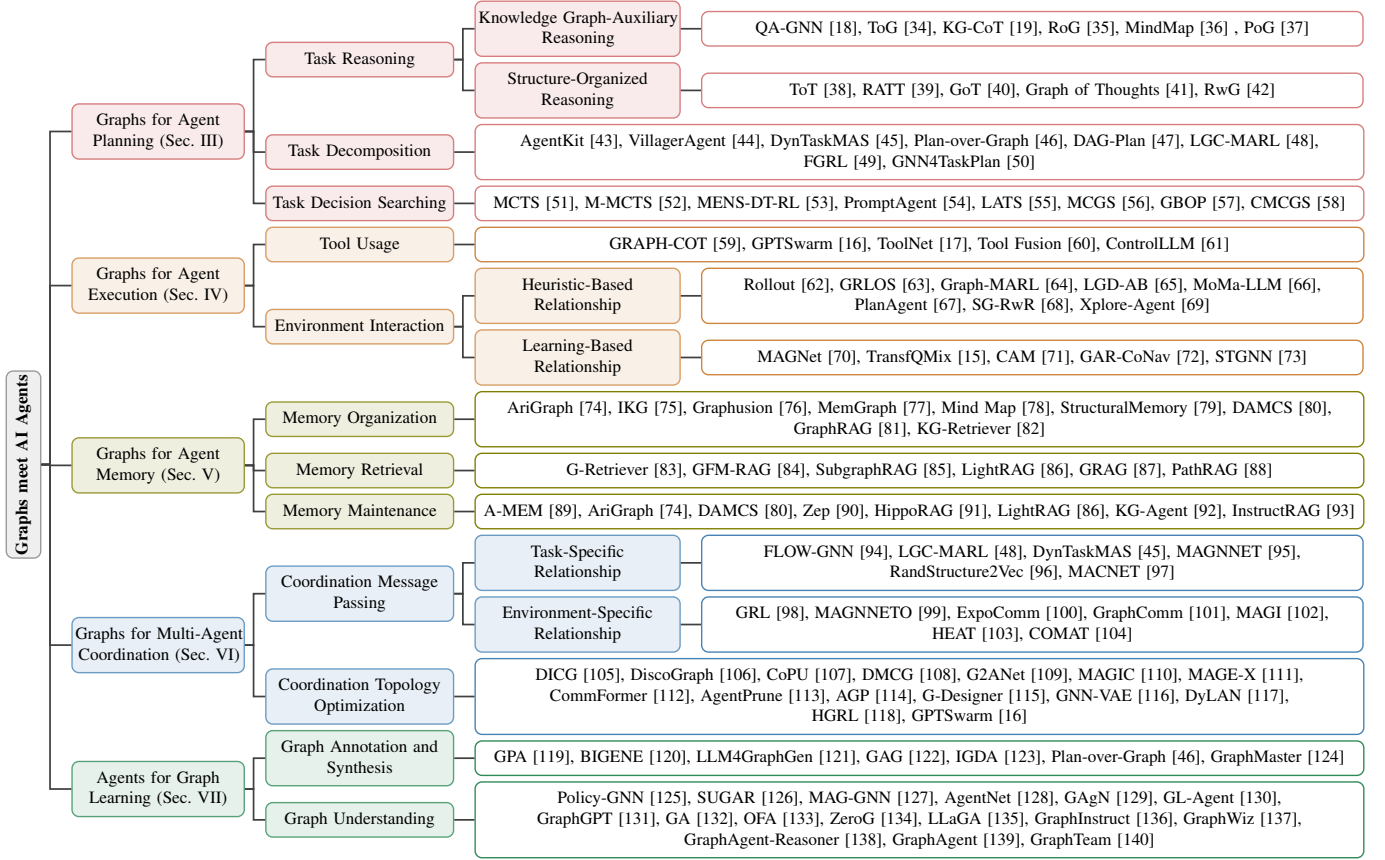 Graphs meet AI Agents
Graphs for Agent
Planning (Sec. III)
Task Reasoning
Knowledge Graph-Auxiliary
Reasoning
QA-GNN [18], ToG [34], KG-CoT [19], RoG [35], MindMap [36] , PoG [37]
Structure-Organized
Reasoning
ToT [38], RATT [39], GoT [40], Graph of Thoughts [41], RwG [42]
Task Decomposition
AgentKit [43], VillagerAgent [44], DynTaskMAS [45], Plan-over-Graph [46], DAG-Plan [47], LGC-MARL [48],
FGRL [49], GNN4TaskPlan [50]
Task Decision Searching
MCTS [51], M-MCTS [52], MENS-DT-RL [53], PromptAgent [54], LATS [55], MCGS [56], GBOP [57], CMCGS [58]
Graphs for Agent
Execution (Sec. IV)
Tool Usage
GRAPH-COT [59], GPTSwarm [16], ToolNet [17], Tool Fusion [60], ControlLLM [61]
Environment Interaction
Heuristic-Based
Relationship
Rollout [62], GRLOS [63], Graph-MARL [64], LGD-AB [65], MoMa-LLM [66],
PlanAgent [67], SG-RwR [68], Xplore-Agent [69]
Learning-Based
Relationship
MAGNet [70], TransfQMix [15], CAM [71], GAR-CoNav [72], STGNN [73]
Graphs for Agent
Memory (Sec. V)
Memory Organization
AriGraph [74], IKG [75], Graphusion [76], MemGraph [77], Mind Map [78], StructuralMemory [79], DAMCS [80],
GraphRAG [81], KG-Retriever [82]
Memory Retrieval
G-Retriever [83], GFM-RAG [84], SubgraphRAG [85], LightRAG [86], GRAG [87], PathRAG [88]
Memory Maintenance
A-MEM [89], AriGraph [74], DAMCS [80], Zep [90], HippoRAG [91], LightRAG [86], KG-Agent [92], InstructRAG [93]
Graphs for Multi-Agent
Coordination (Sec. VI)
Coordination Message
Passing
Task-Specific
Relationship
FLOW-GNN [94], LGC-MARL [48], DynTaskMAS [45], MAGNNET [95],
RandStructure2Vec [96], MACNET [97]
Environment-Specific
Relationship
GRL [98], MAGNNETO [99], ExpoComm [100], GraphComm [101], MAGI [102],
HEAT [103], COMAT [104]
Coordination Topology
Optimization
DICG [105], DiscoGraph [106], CoPU [107], DMCG [108], G2ANet [109], MAGIC [110], MAGE-X [111],
CommFormer [112], AgentPrune [113], AGP [114], G-Designer [115], GNN-VAE [116], DyLAN [117],
HGRL [118], GPTSwarm [16]
Agents for Graph
Learning (Sec. VII)
Graph Annotation and
Synthesis
GPA [119], BIGENE [120], LLM4GraphGen [121], GAG [122], IGDA [123], Plan-over-Graph [46], GraphMaster [124]
Graph Understanding
Policy-GNN [125], SUGAR [126], MAG-GNN [127], AgentNet [128], GAgN [129], GL-Agent [130],
GraphGPT [131], GA [132], OFA [133], ZeroG [134], LLaGA [135], GraphInstruct [136], GraphWiz [137],
GraphAgent-Reasoner [138], GraphAgent [139], GraphTeam [140]